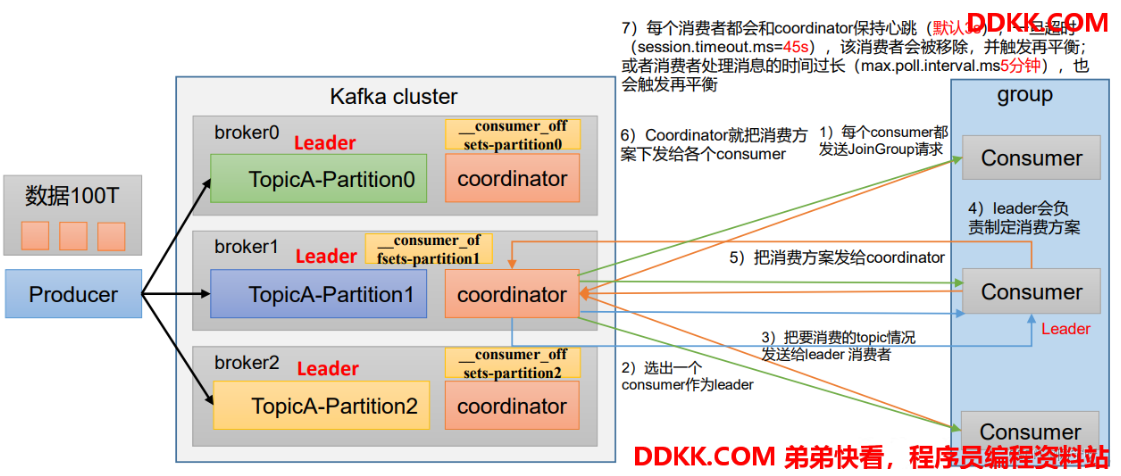 DDKK.COM
7）每个消费者都会和coordinator保持心跳（默认3s），一旦超时
（session.timeout.ms=45s），该消费者会被移除，并触发再平衡；
或者消费者处理消息的时间过长（max.poll.interval.ms5分钟），也
会触发再平衡
Kafka cluster
group
broker0
Leader
__consumer_off
sets-partition0
TopicA-Partition0
coordinator
6）Coordinator就把消费方
案下发给各个consumer
1）每个consumer都
发送JoinGroup请求
Consumer
数据100T
Producer
broker1
Leader
__consumer_of
fsets-partition1
TopicA-Partition1
coordinator
4）leader会负
责制定消费方案
5）把消费方案发给coordinator
Consumer
Leader
3）把要消费的topic情况
发送给leader 消费者
broker2
Leader
__consumer_off
sets-partition2
TopicA-Partition2
coordinator
2）选出一个
consumer作为leader
Consumer
DDKK.COM 弟弟快看，程序员编程资料站